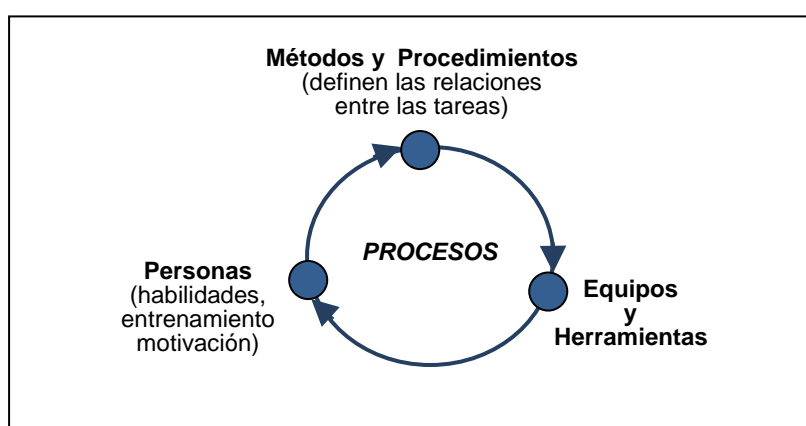 Métodos y Procedimientos
(definen las relaciones
entre las tareas)
PROCESOS
Personas
(habilidades,
entrenamiento
motivación)
Equipos
y
Herramientas